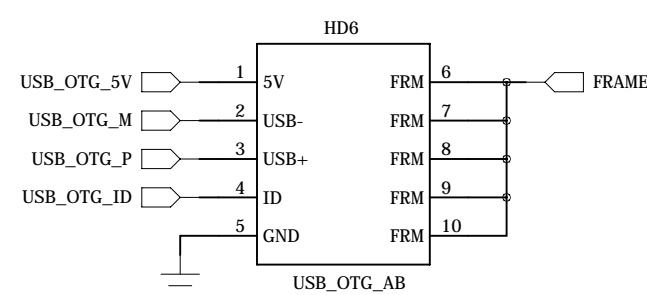 HD6
USB_OTG_5V 1 5V FRM 6 FRAME
USB_OTG_M 2 USB- FRM 7
USB_OTG_P 3 USB+ FRM 8
USB_OTG_ID 4 ID FRM 9
5 GND FRM 10
USB_OTG_AB